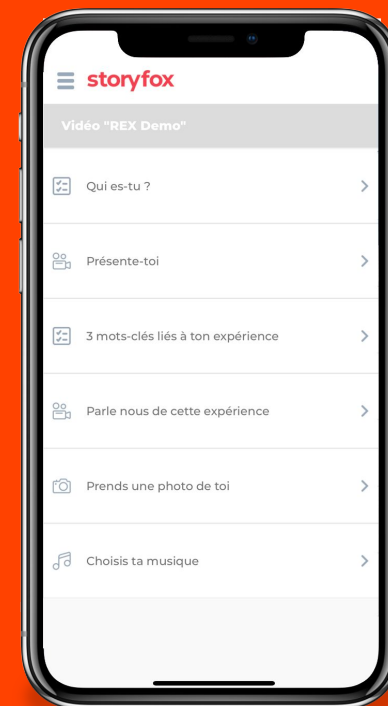 storyfox
Vidéo "REX Demo"
Qui es-tu ?
Présente-toi
3 mots-clés liés à ton expérience
Parle nous de cette expérience
Prends une photo de toi
Choisis ta musique